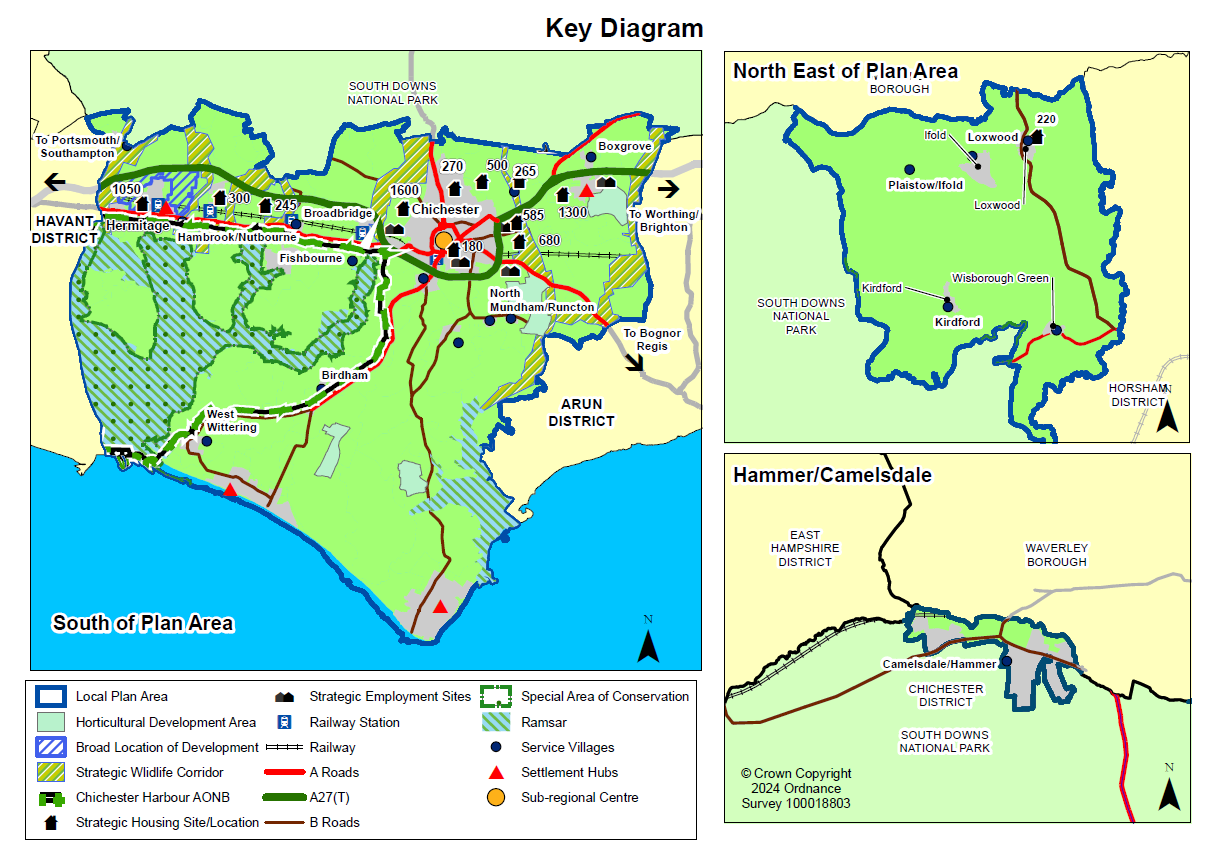 Key Diagram
SOUTH DOWNS
NATIONAL PARK
To Portsmouth/
Southampton
Boxgrove
270
500
265
1050
300
245
1600
1300
Broadbridge
Chichester
585
To Worthing/
Brighton
HAVANT
DISTRICT
Hermitage
Hambrook/Nutbourne
180
680
Fishbourne
North
Mundham/Runcton
To Bognor
Regis
Birdham
ARUN
DISTRICT
West
Wittering
South of Plan Area
N
North East of Plan Area
BOROUGH
220
Ifold
Loxwood
Plaistow/Ifold
Loxwood
Wisborough Green
Kirdford
SOUTH DOWNS
NATIONAL
PARK
Kirdford
HORSHAM
DISTRICT
N
Hammer/Camelsdale
EAST
HAMPSHIRE
DISTRICT
WAVERLEY
BOROUGH
Camelsdale/Hammer
CHICHESTER
DISTRICT
SOUTH DOWNS
NATIONAL PARK
© Crown Copyright
2024 Ordnance
Survey 100018803
N
Local Plan Area
Horticultural Development Area
Broad Location of Development
Strategic Wlidlife Corridor
Chichester Harbour AONB
Strategic Housing Site/Location
Strategic Employment Sites
Railway Station
Railway
A Roads
A27(T)
B Roads
Special Area of Conservation
Ramsar
Service Villages
Settlement Hubs
Sub-regional Centre